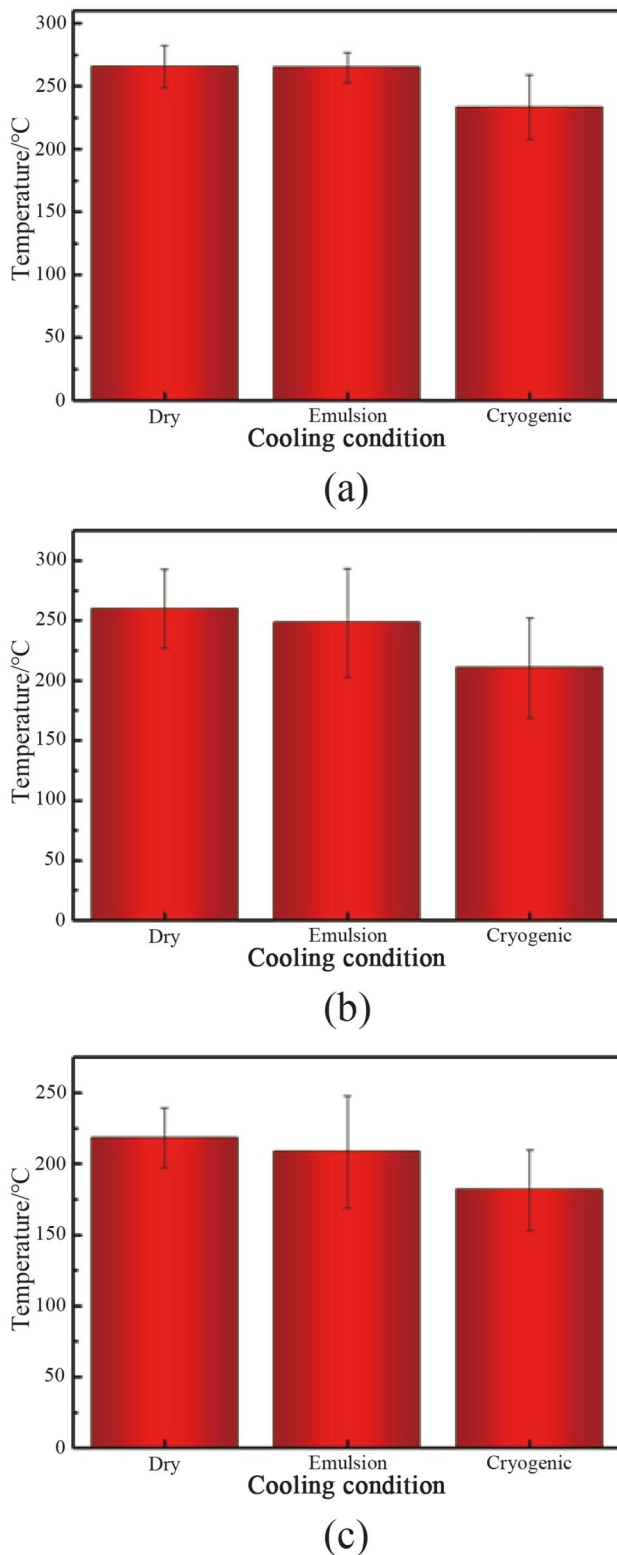 300
250
200
150
100
50
0
Temperature/°C
Dry Emulsion Cryogenic
Cooling condition
(a)
300
250
200
150
100
50
0
Temperature/°C
Dry Emulsion Cryogenic
Cooling condition
(b)
250
200
150
100
50
0
Temperature/°C
Dry Emulsion Cryogenic
Cooling condition
(c)